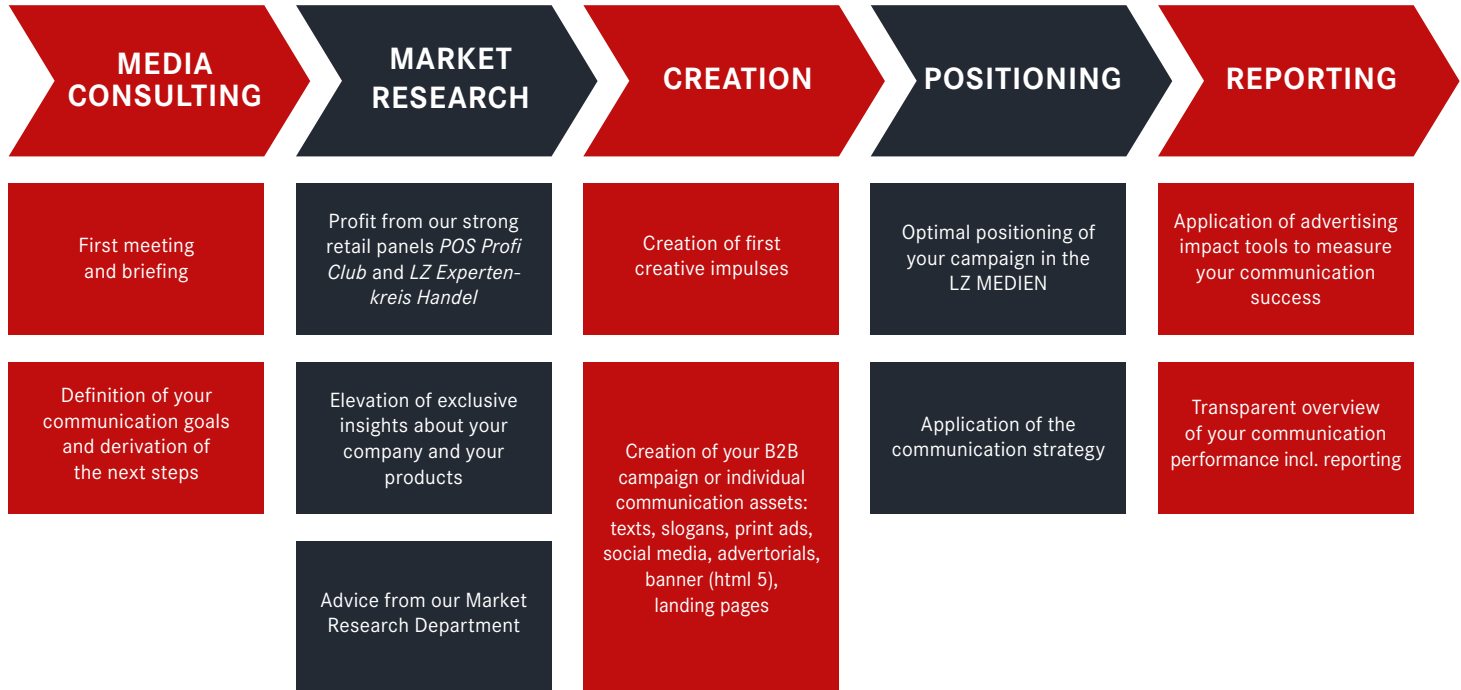 MEDIA
CONSULTING
MARKET
RESEARCH
CREATION
POSITIONING
REPORTING
First meeting
and briefing
Profit from our strong
retail panels POS Profi
Club and LZ Experten-
kreis Handel
Creation of first
creative impulses
Optimal positioning of
your campaign in the
LZ MEDIEN
Application of advertising
impact tools to measure
your communication
success
Definition of your
communication goals
and derivation of
the next steps
Elevation of exclusive
insights about your
company and your
products
Creation of your B2B
campaign or individual
communication assets:
texts, slogans, print ads,
social media, advertorials,
banner (html 5),
landing pages
Application of the
communication strategy
Transparent overview
of your communication
performance incl. reporting
Advice from our Market
Research Department